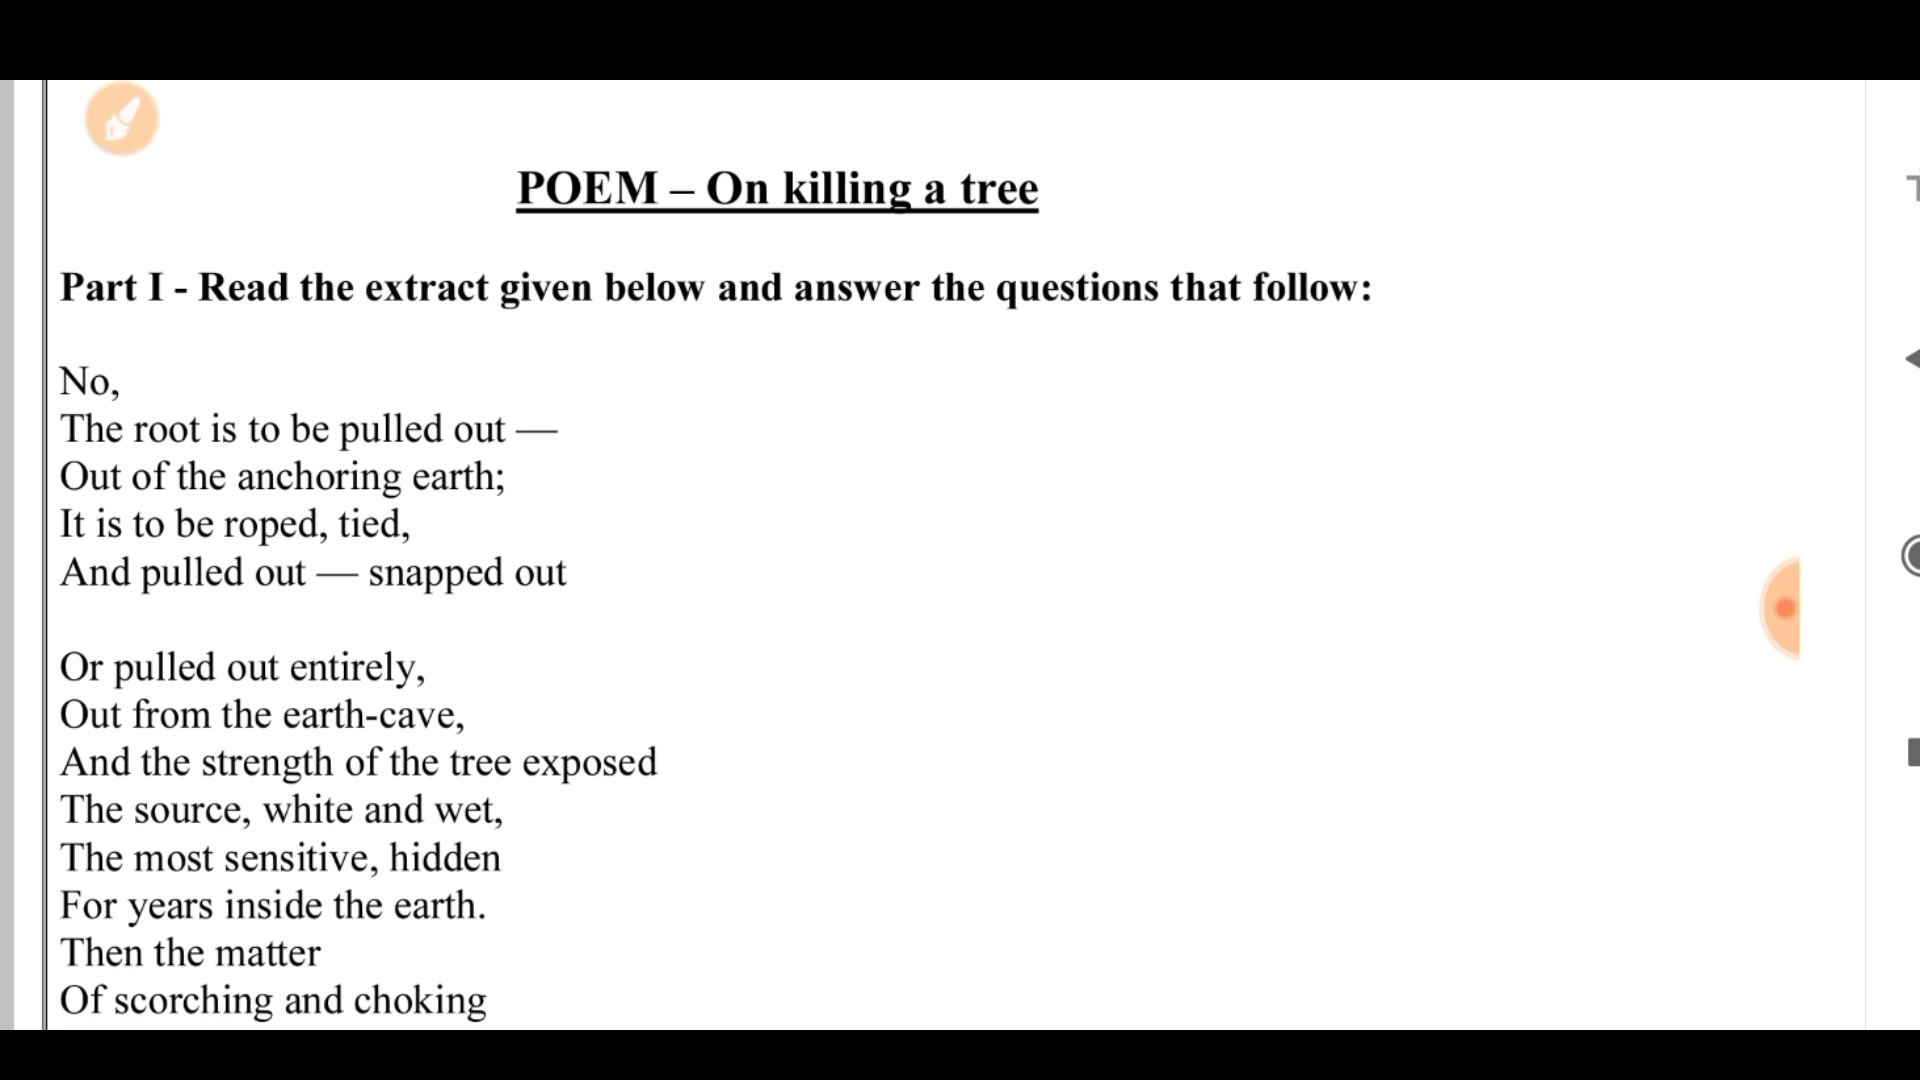 POEM – On killing a tree
Part I - Read the extract given below and answer the questions that follow:
No,
The root is to be pulled out —
Out of the anchoring earth;
It is to be roped, tied,
And pulled out — snapped out
Or pulled out entirely,
Out from the earth-cave,
And the strength of the tree exposed
The source, white and wet,
The most sensitive, hidden
For years inside the earth.
Then the matter
Of scorching and choking